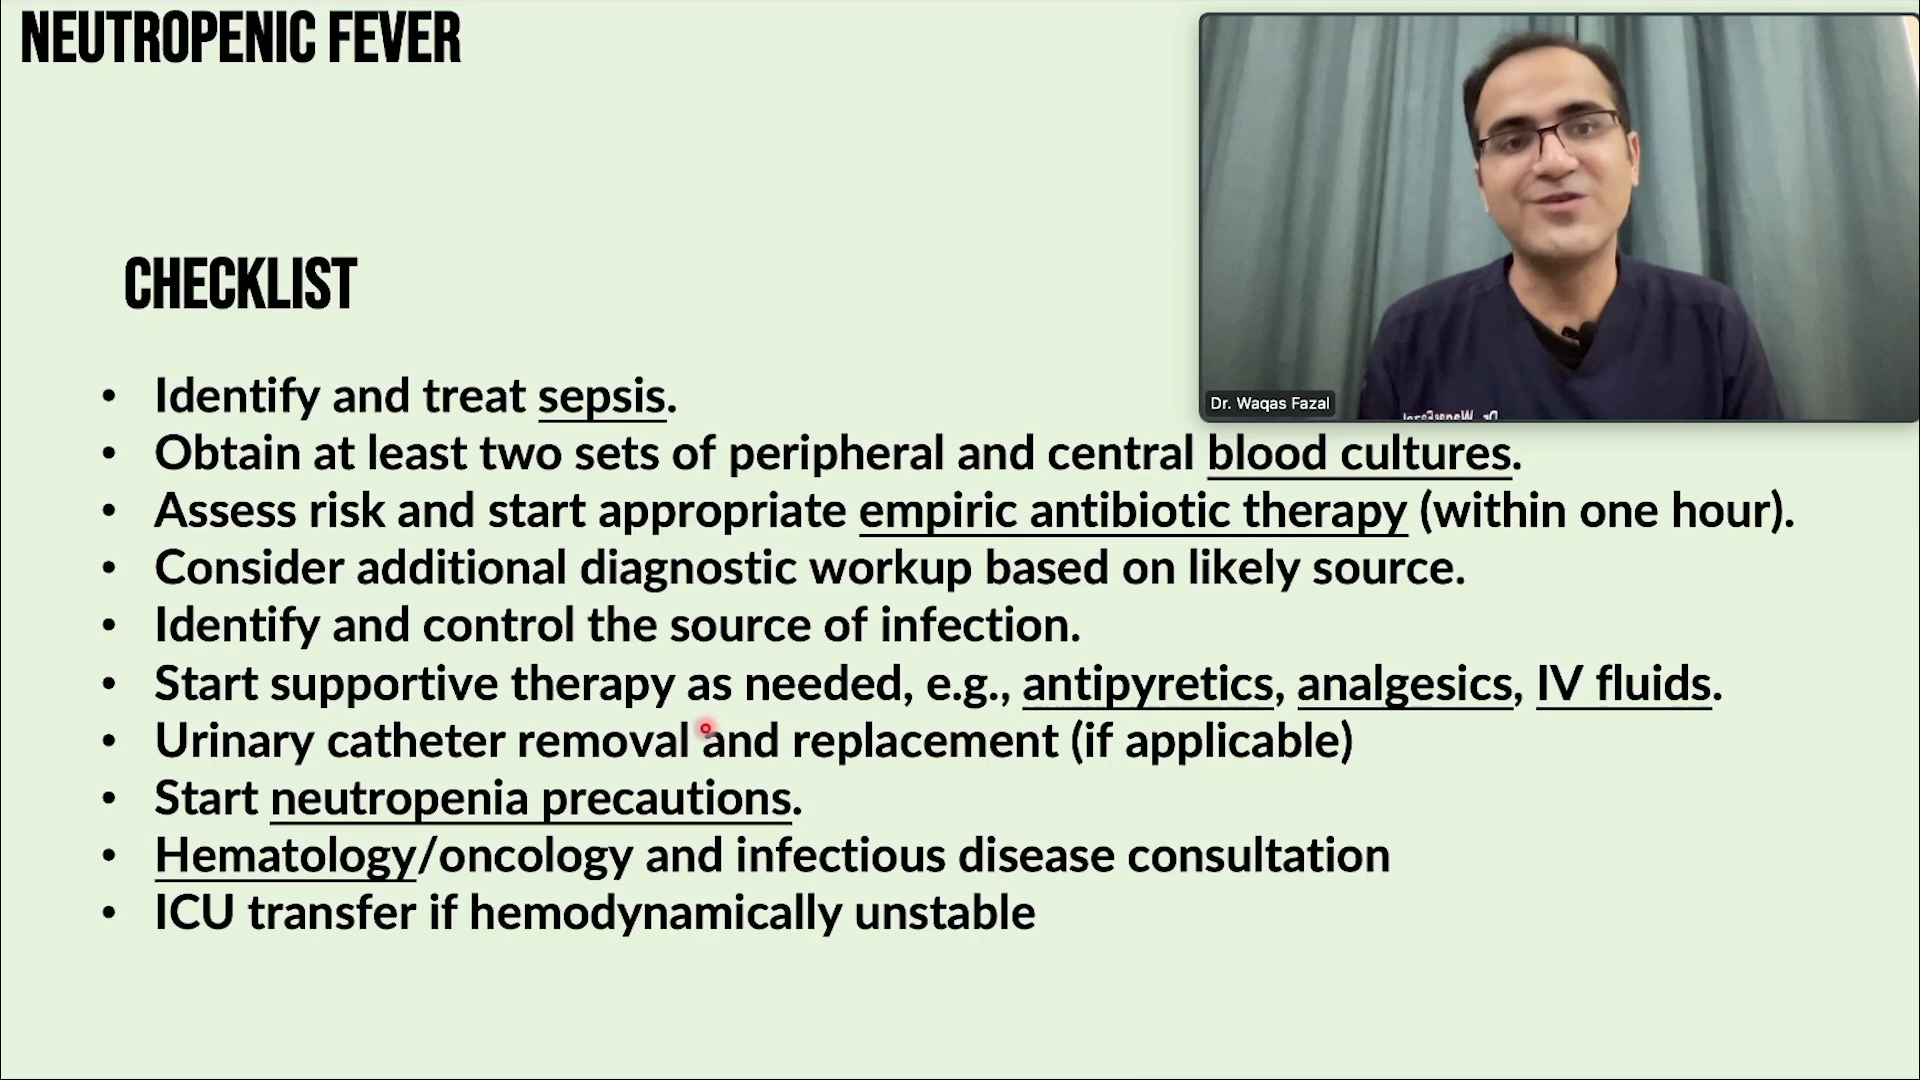 NEUTROPENIC FEVER
CHECKLIST
• Identify and treat sepsis.
• Obtain at least two sets of peripheral and central blood cultures.
• Assess risk and start appropriate empiric antibiotic therapy (within one hour).
• Consider additional diagnostic workup based on likely source.
• Identify and control the source of infection.
• Start supportive therapy as needed, e.g., antipyretics, analgesics, IV fluids.
• Urinary catheter removal and replacement (if applicable)
• Start neutropenia precautions.
• Hematology/oncology and infectious disease consultation
• ICU transfer if hemodynamically unstable
Dr. Waqas Fazal